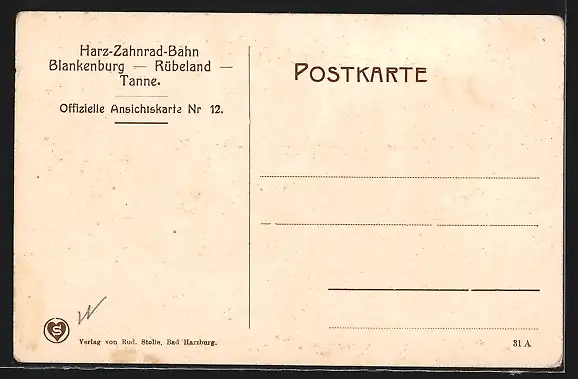 Harz-Zahnrad-Bahn
Blankenburg — Rübeland —
Tanne.
Offizielle Ansichtskarte Nr 12.
POSTKARTE
S
Verlag von Rud. Stolle, Bad Harzburg.
31 A